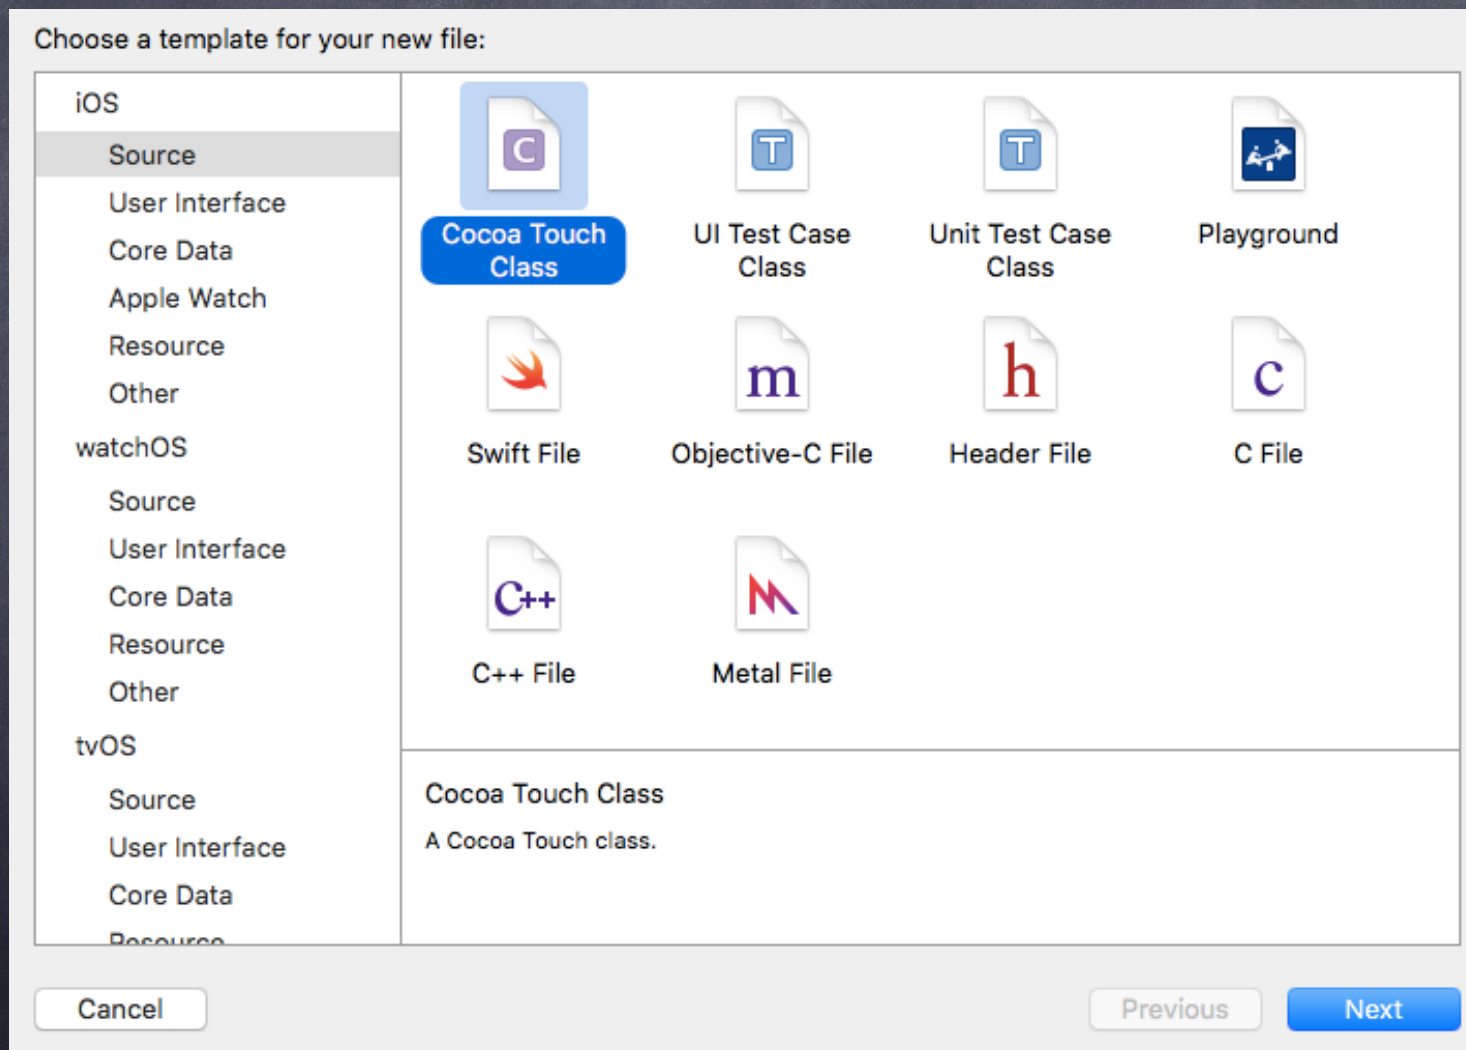 Choose a template for your new file:
iOS
Source
User Interface
Core Data
Apple Watch
Resource
Other
watchOS
Source
User Interface
Core Data
Resource
Other
tvOS
Source
User Interface
Core Data
Resource
C
Cocoa Touch
Class
T
UI Test Case
Class
T
Unit Test Case
Class
Playground
Swift File
m
Objective-C File
h
Header File
c
C File
C++
C++ File
Metal File
Cocoa Touch Class
A Cocoa Touch class.
Cancel
Previous
Next